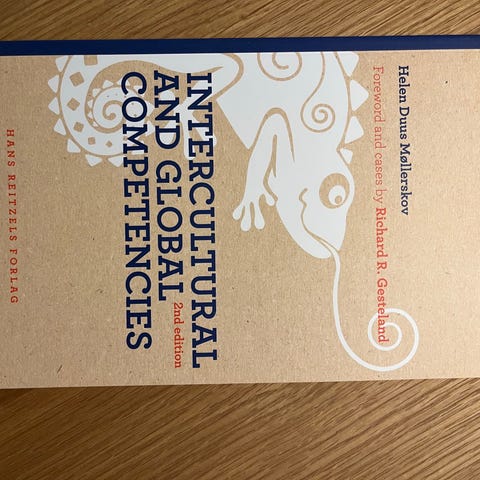 Helen Duus Møllerskov
Foreword and cases by Richard R. Gesteland
INTERCULTURAL
AND GLOBAL 2nd edition
COMPETENCIES
HANS REITZELS FORLAG